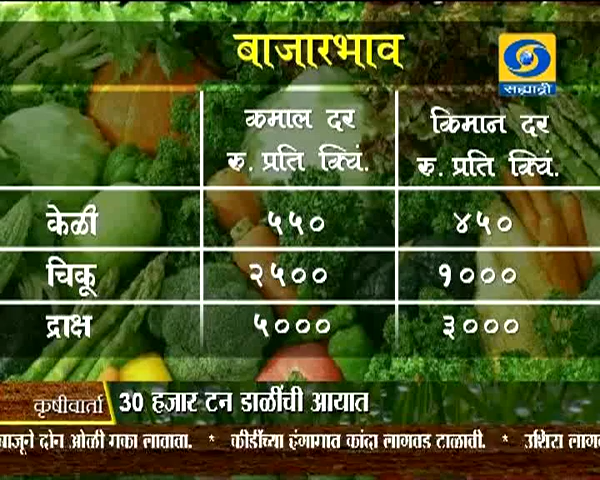 बाजारभाव
सह्याद्री
कमाल दर
रु. प्रति क्विं.
किमान दर
रु. प्रति क्विं.
केळी ५५० ४५०
चिकू २५०० १०००
द्राक्ष ५००० ३०००
कृषीवार्ता 30 हजार टन डाळींची आयात
बाजूने दोन ओळी मका लावावा. * कीडींच्या हंगामात कांदा लागवड टाळावी. * उशिरा लाग